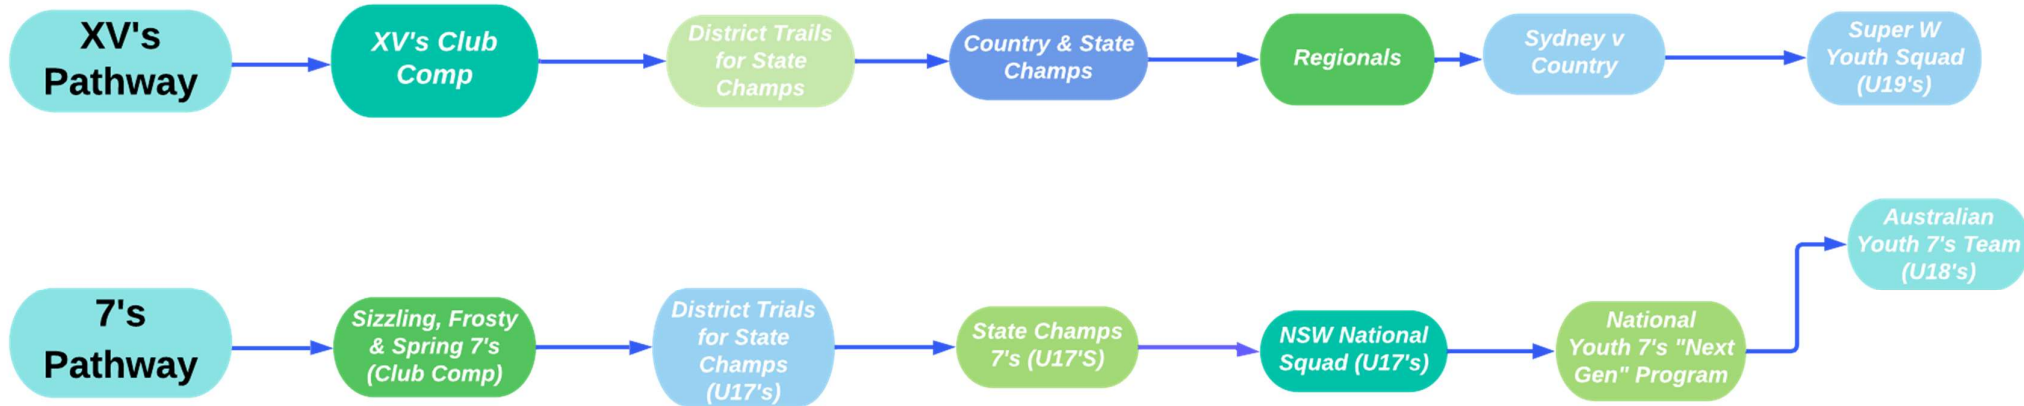 XV's
Pathway
XV's Club
Comp
District Trails
for State
Champs
Country & State
Champs
Regionals
Sydney v
Country
Super W
Youth Squad
(U19's)
7's
Pathway
Sizzling, Frosty
& Spring 7's
(Club Comp)
District Trials
for State
Champs
(U17's)
State Champs
7's (U17'S)
NSW National
Squad (U17's)
National
Youth 7's "Next
Gen" Program
Australian
Youth 7's Team
(U18's)